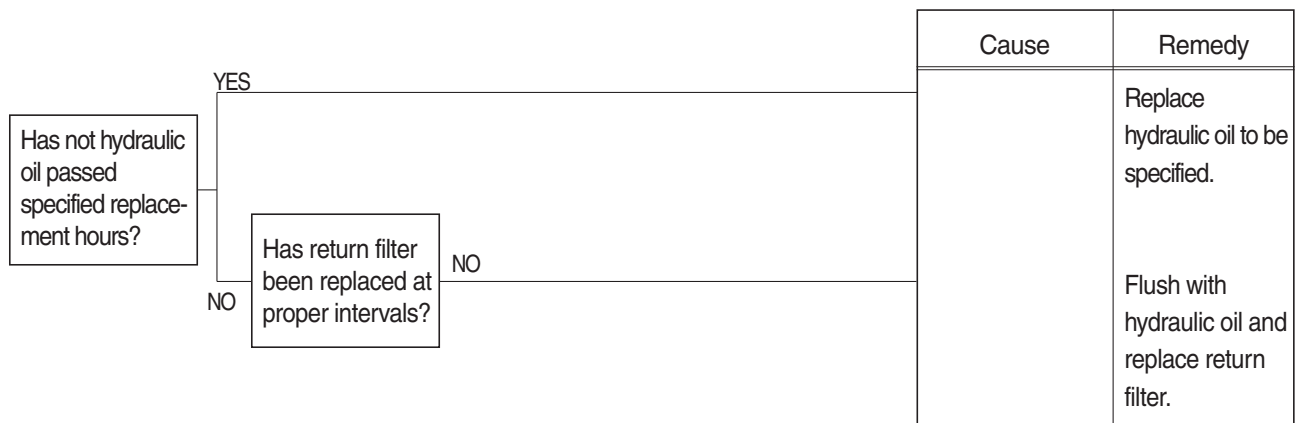 Cause
Remedy
YES
Replace
hydraulic oil to be
specified.
Has not hydraulic
oil passed
specified replace-
ment hours?
Has return filter
been replaced at
proper intervals?
NO
NO
Flush with
hydraulic oil and
replace return
filter.